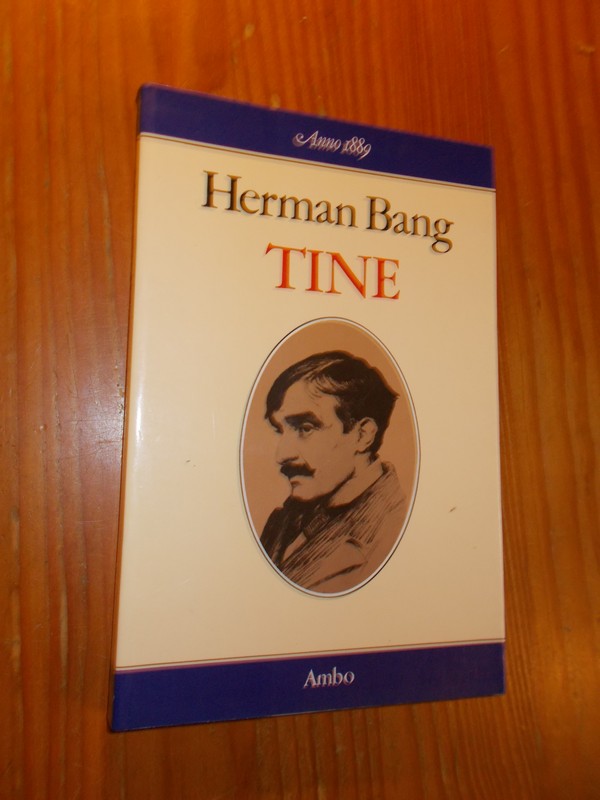 Anno 1889
Herman Bang
TINE
Ambo